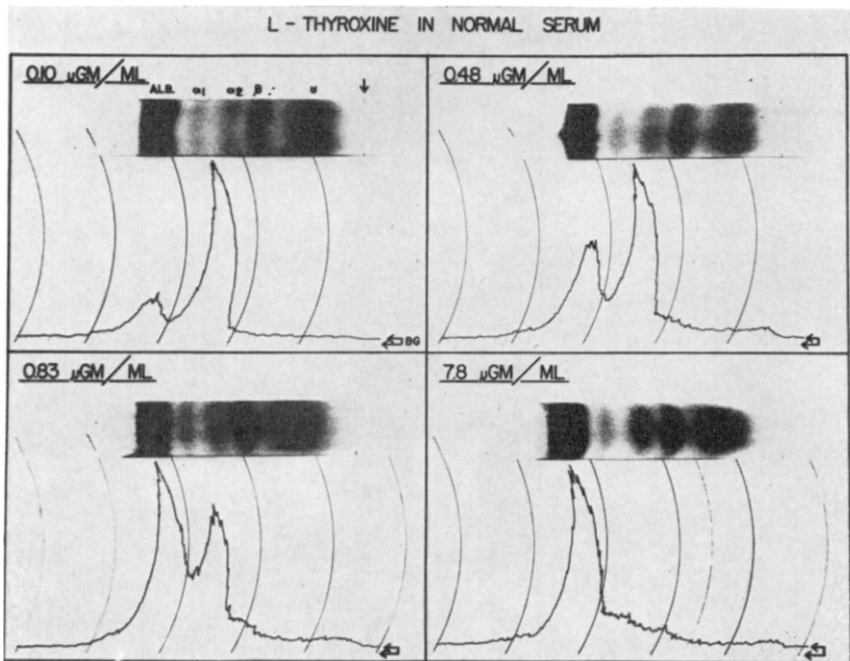 L - THYROXINE IN NORMAL SERUM
0.10 µGM/ML
ALB. α1 α2 β ४
BG
0.48 µGM/ML
0.83 µGM/ML
7.8 µGM/ML